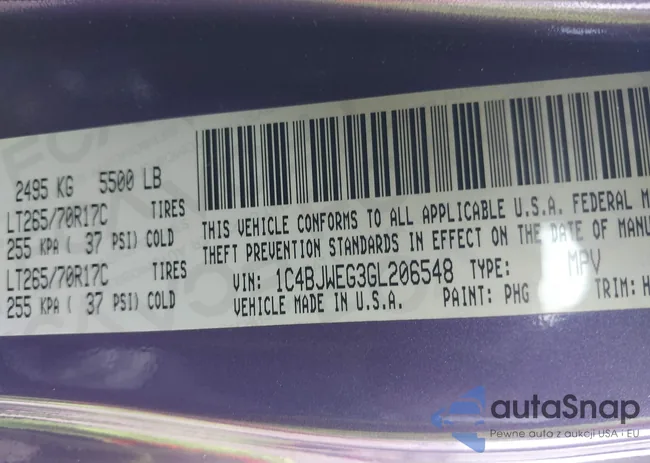 2495 KG 5500 LB
LT265/70R17C TIRES
255 KPA ( 37 PSI) COLD
LT265/70R17C TIRES
255 KPA ( 37 PSI) COLD
THIS VEHICLE CONFORMS TO ALL APPLICABLE U.S.A. FEDERAL M
THEFT PREVENTION STANDARDS IN EFFECT ON THE DATE OF MANU
VIN: 1C4BJWEG3GL206548 TYPE: MPV
VEHICLE MADE IN U.S.A. PAINT: PHG TRIM: H
autaSnap
Pewne auto z aukcji USA i EU